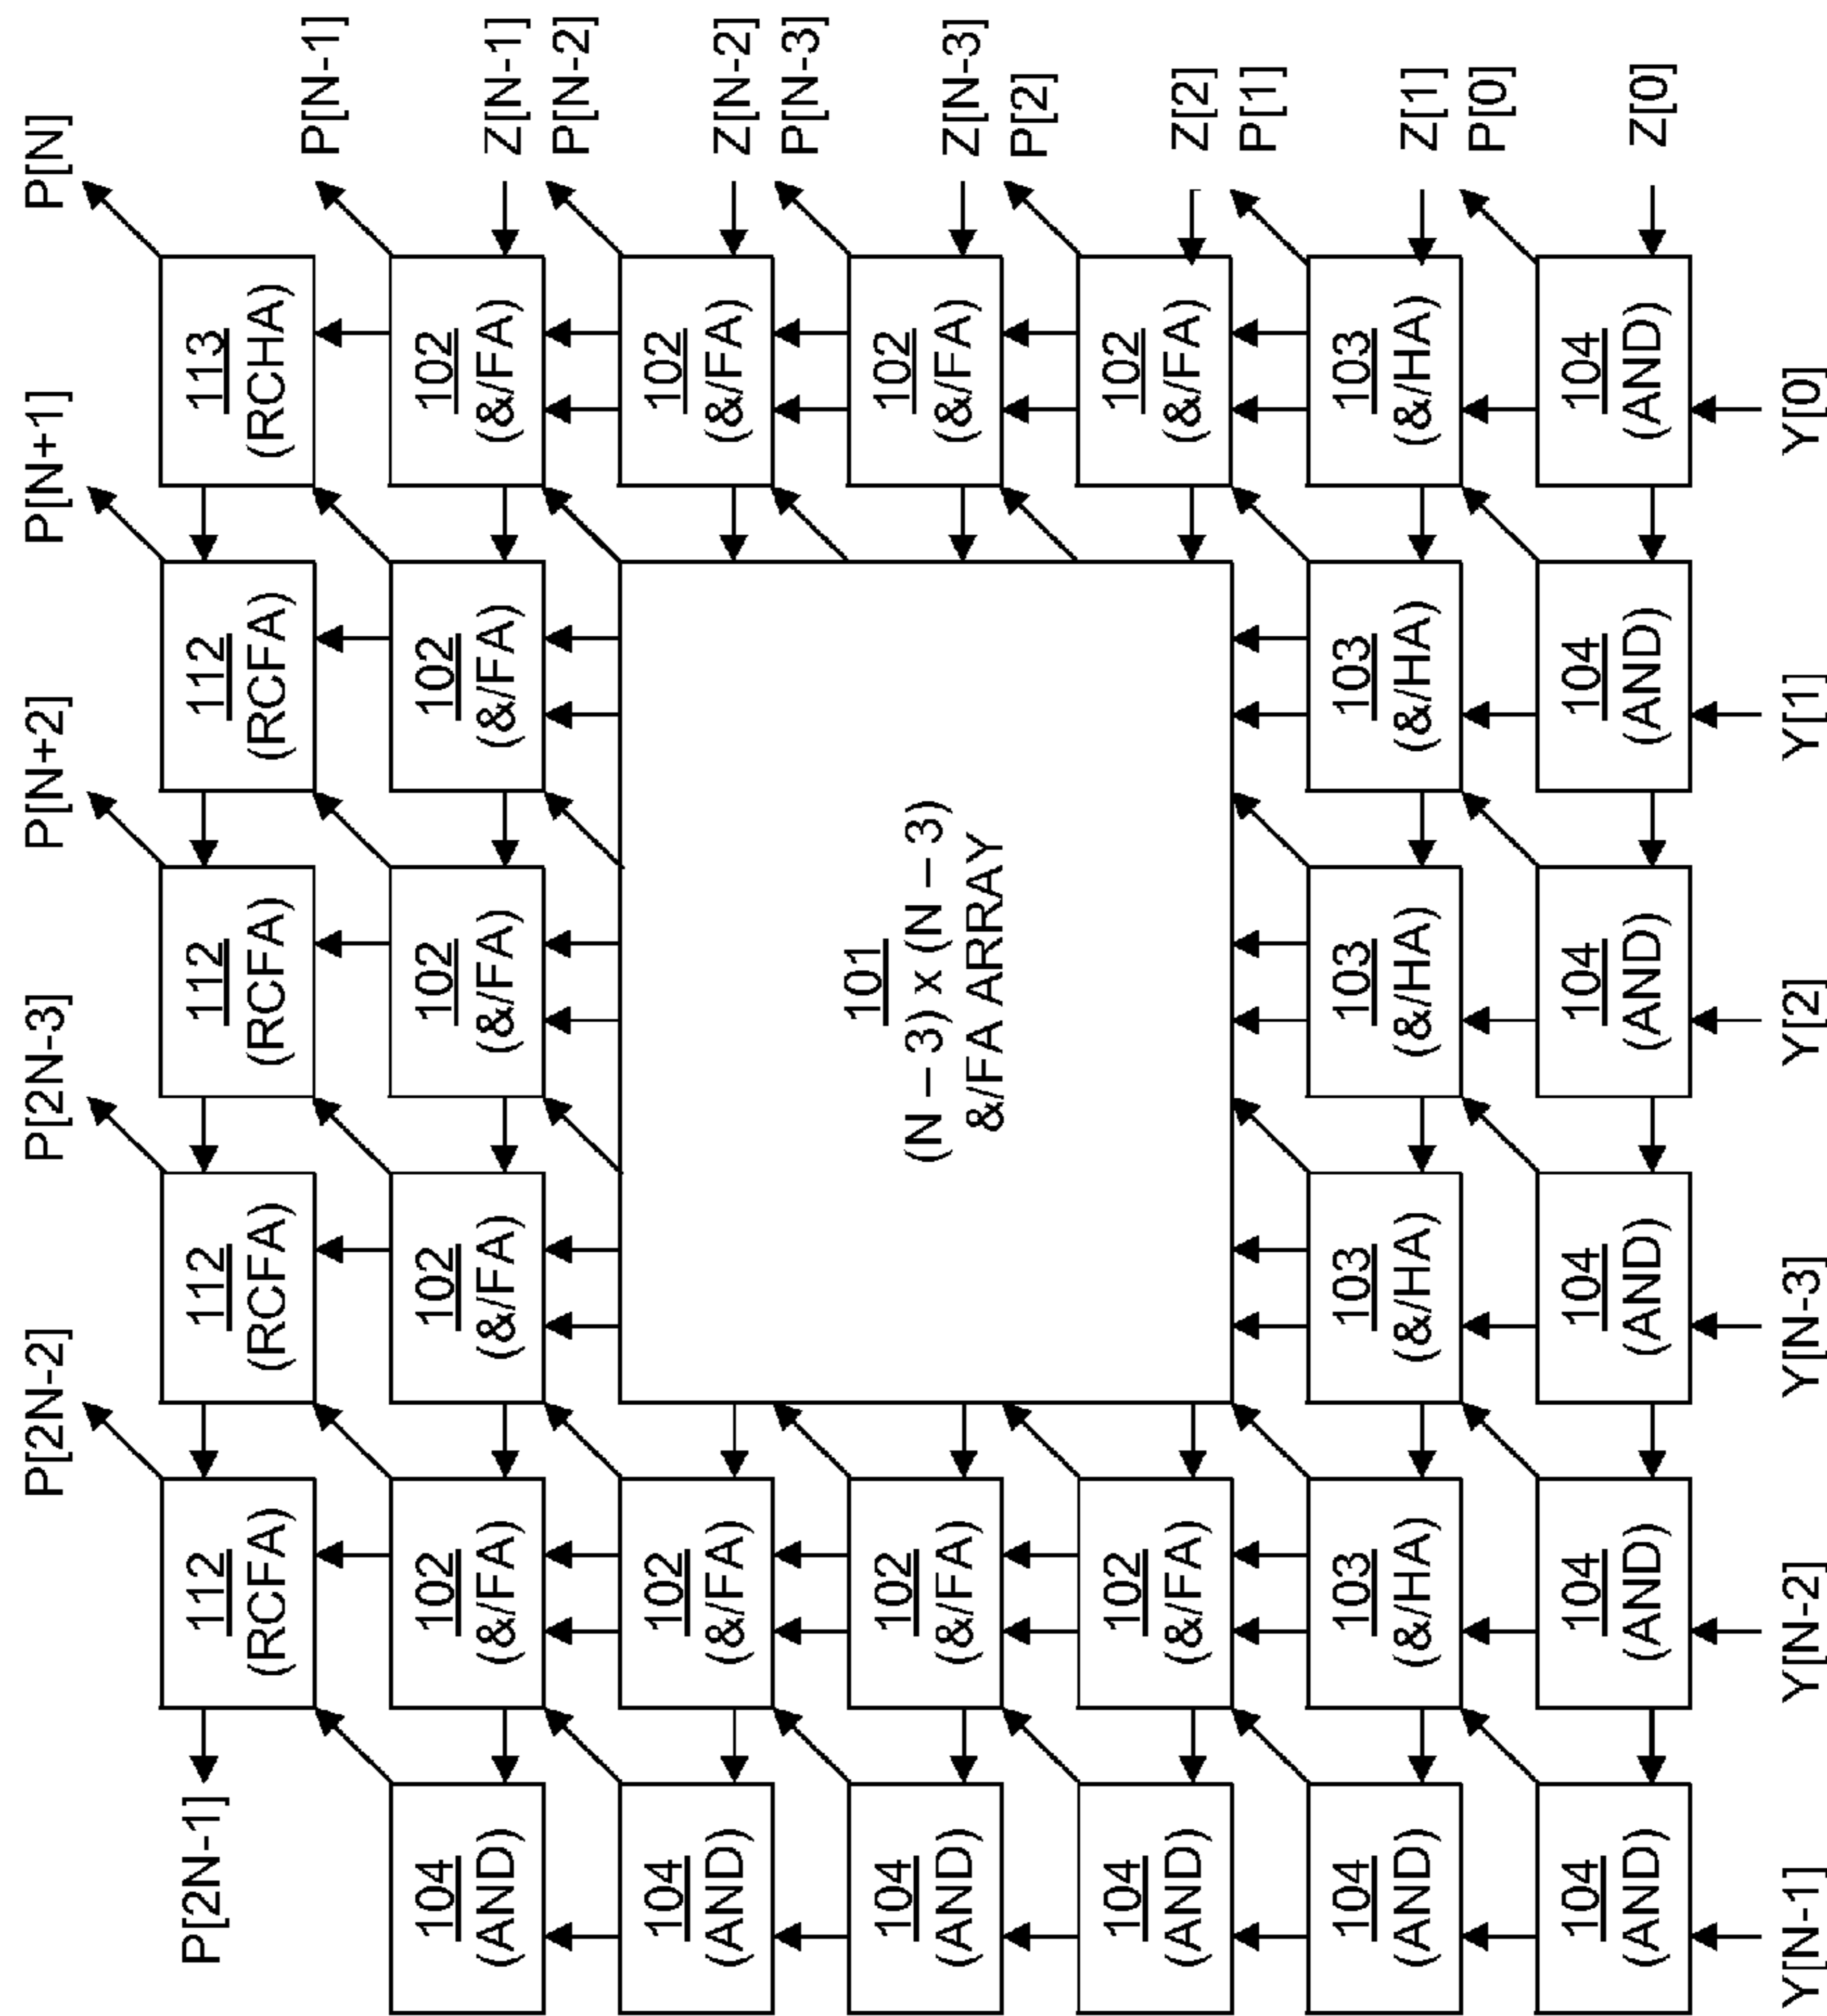 P[2N-2] P[2N-3] P[N+2] P[N+1] P[N]
P[2N-1] 112 112 112 112 113
(RCFA) (RCFA) (RCFA) (RCFA) (RCHA)
P[N-1]
104 102 102 102 102 102
(AND) (&/FA) (&/FA) (&/FA) (&/FA) (&/FA) Z[N-1]
P[N-2]
104 102 102
(AND) (&/FA) (&/FA) Z[N-2]
P[N-3]
104 102 101 102
(AND) (&/FA) (N – 3) x (N – 3) (&/FA) Z[N-3]
&/FA ARRAY
P[2]
104 102 102
(AND) (&/FA) (&/FA) Z[2]
P[1]
104 103 103 103 103 103
(AND) (&/HA) (&/HA) (&/HA) (&/HA) (&/HA) Z[1]
P[0]
104 104 104 104 104 104
(AND) (AND) (AND) (AND) (AND) (AND) Z[0]
Y[N-1] Y[N-2] Y[N-3] Y[2] Y[1] Y[0]